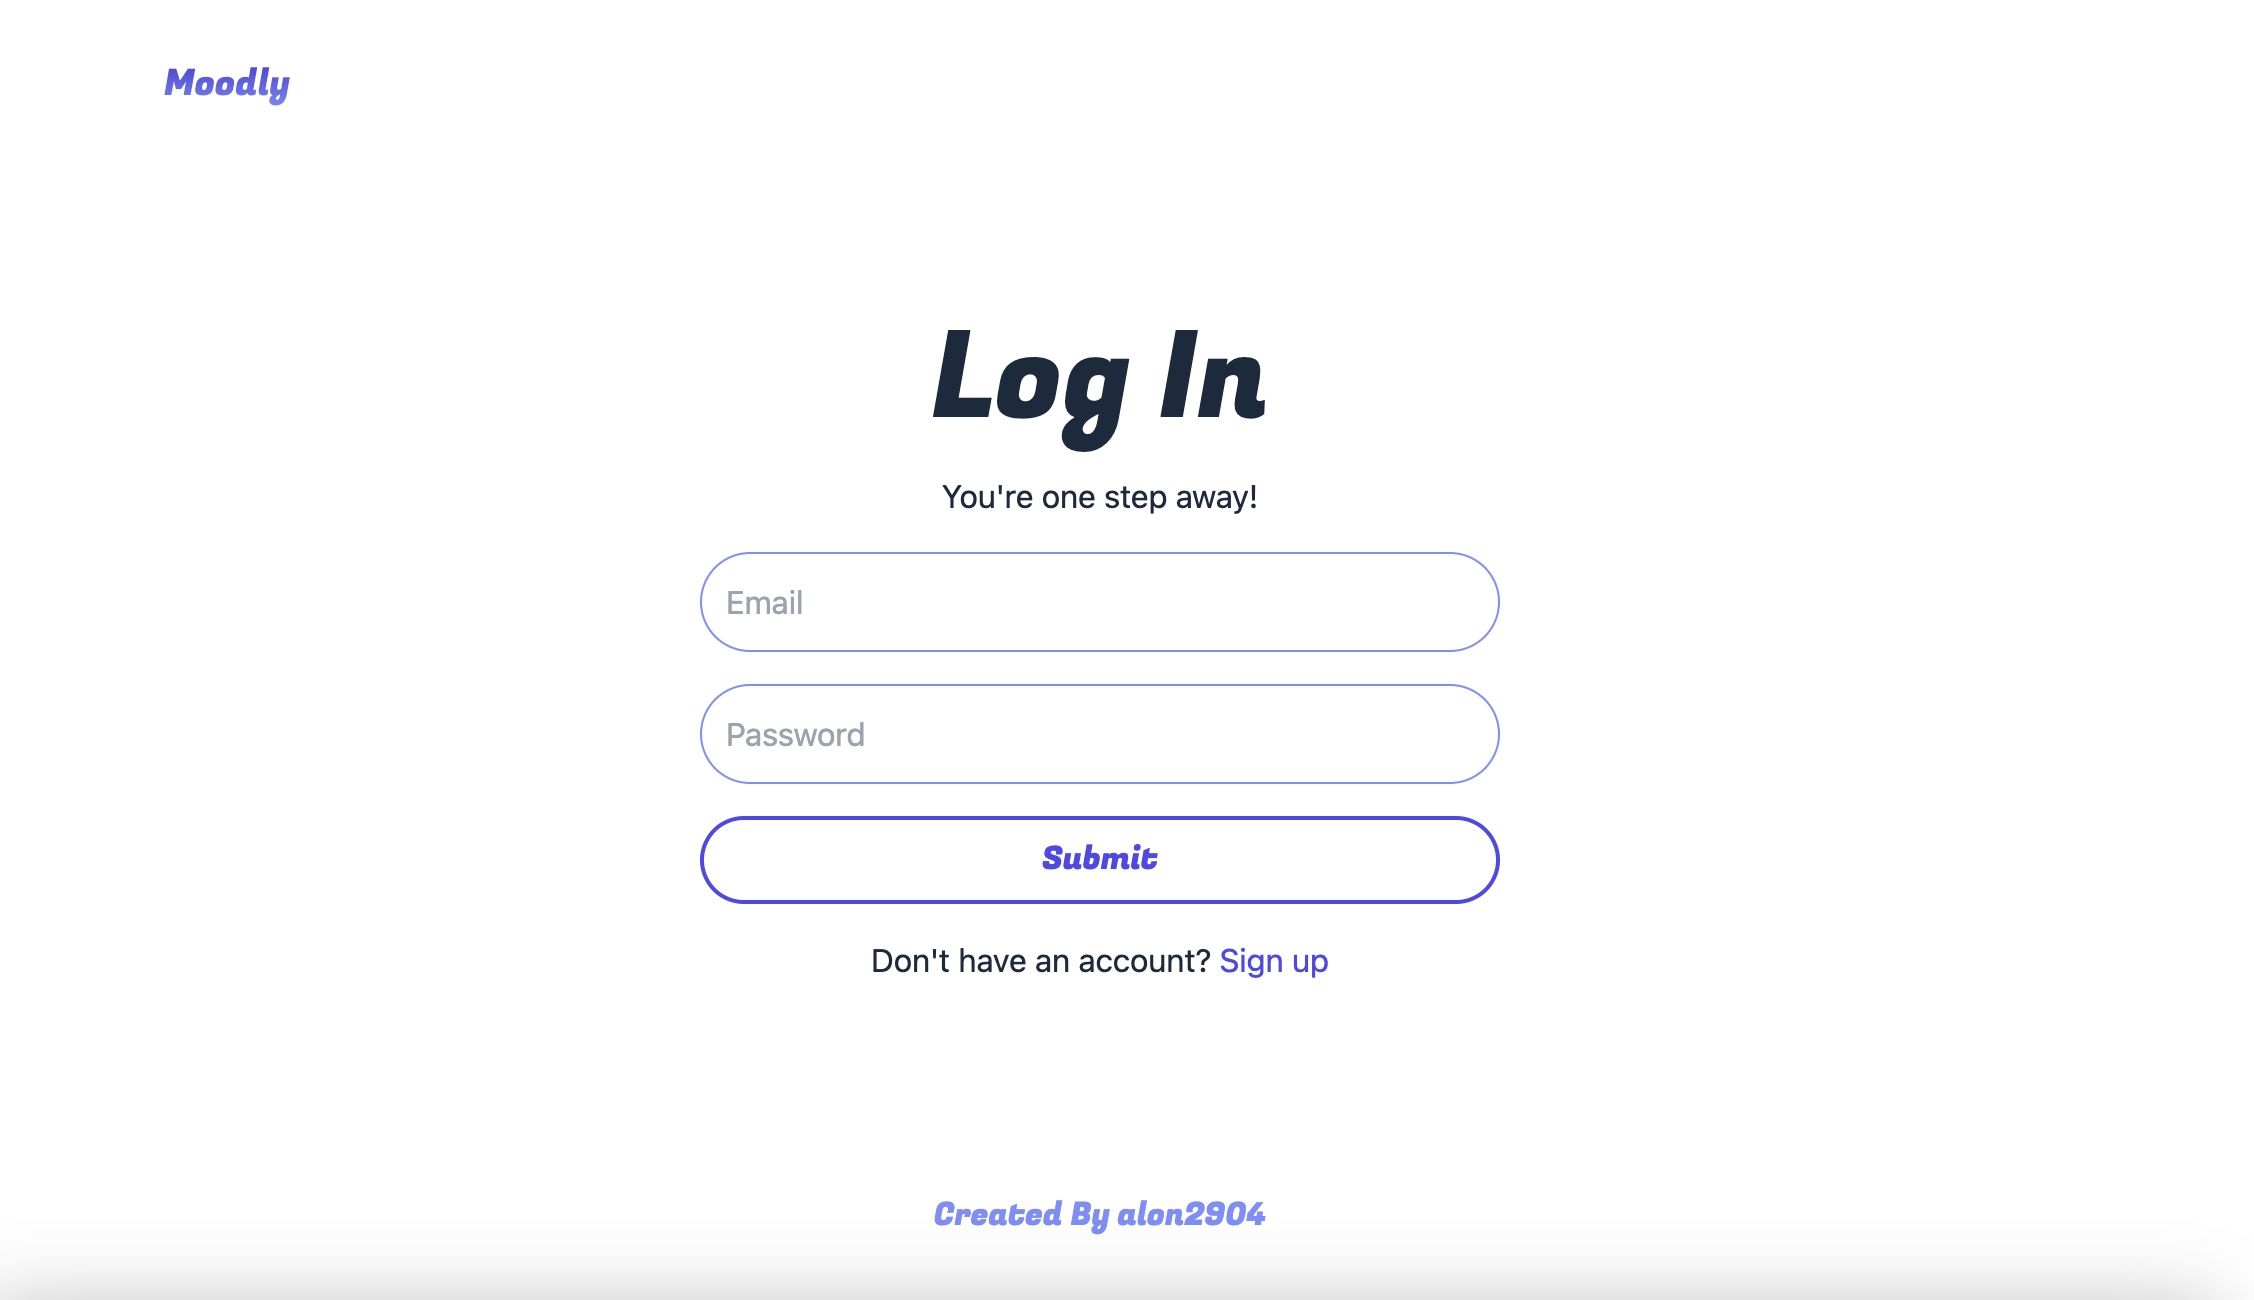 Moodly
Log In
You're one step away!
Email
Password
Submit
Don't have an account? Sign up
Created By alon2904